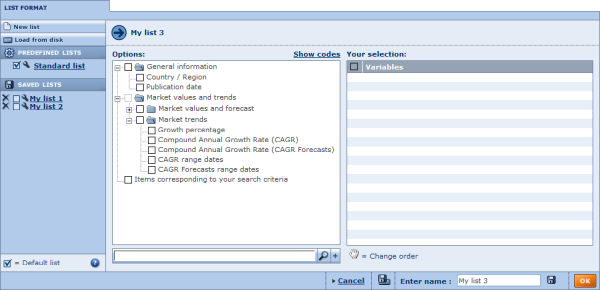 LIST FORMAT
New list
Load from disk
PREDEFINED LISTS
Standard list
SAVED LISTS
My list 1
My list 2
= Default list
My list 3
Options:
Show codes
General information
Country / Region
Publication date
Market values and trends
Market values and forecast
Market trends
Growth percentage
Compound Annual Growth Rate (CAGR)
Compound Annual Growth Rate (CAGR Forecasts)
CAGR range dates
CAGR Forecasts range dates
Items corresponding to your search criteria
Your selection:
Variables
= Change order
Cancel
Enter name :
My list 3
OK